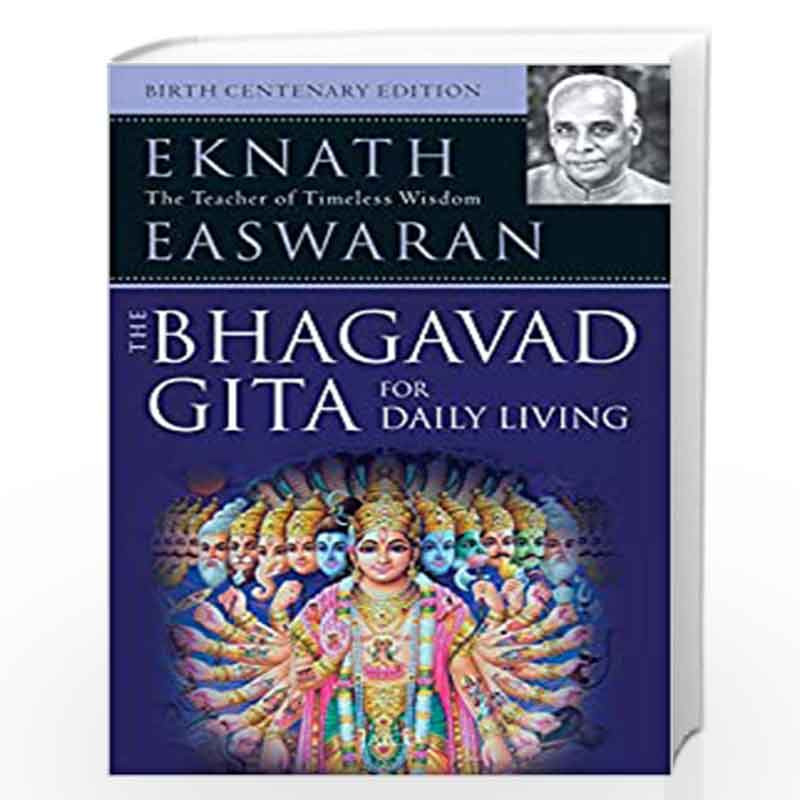 BIRTH CENTENARY EDITION
EKNATH
The Teacher of Timeless Wisdom
EASWARAN
THE
BHAGAVAD
GITA FOR
DAILY LIVING